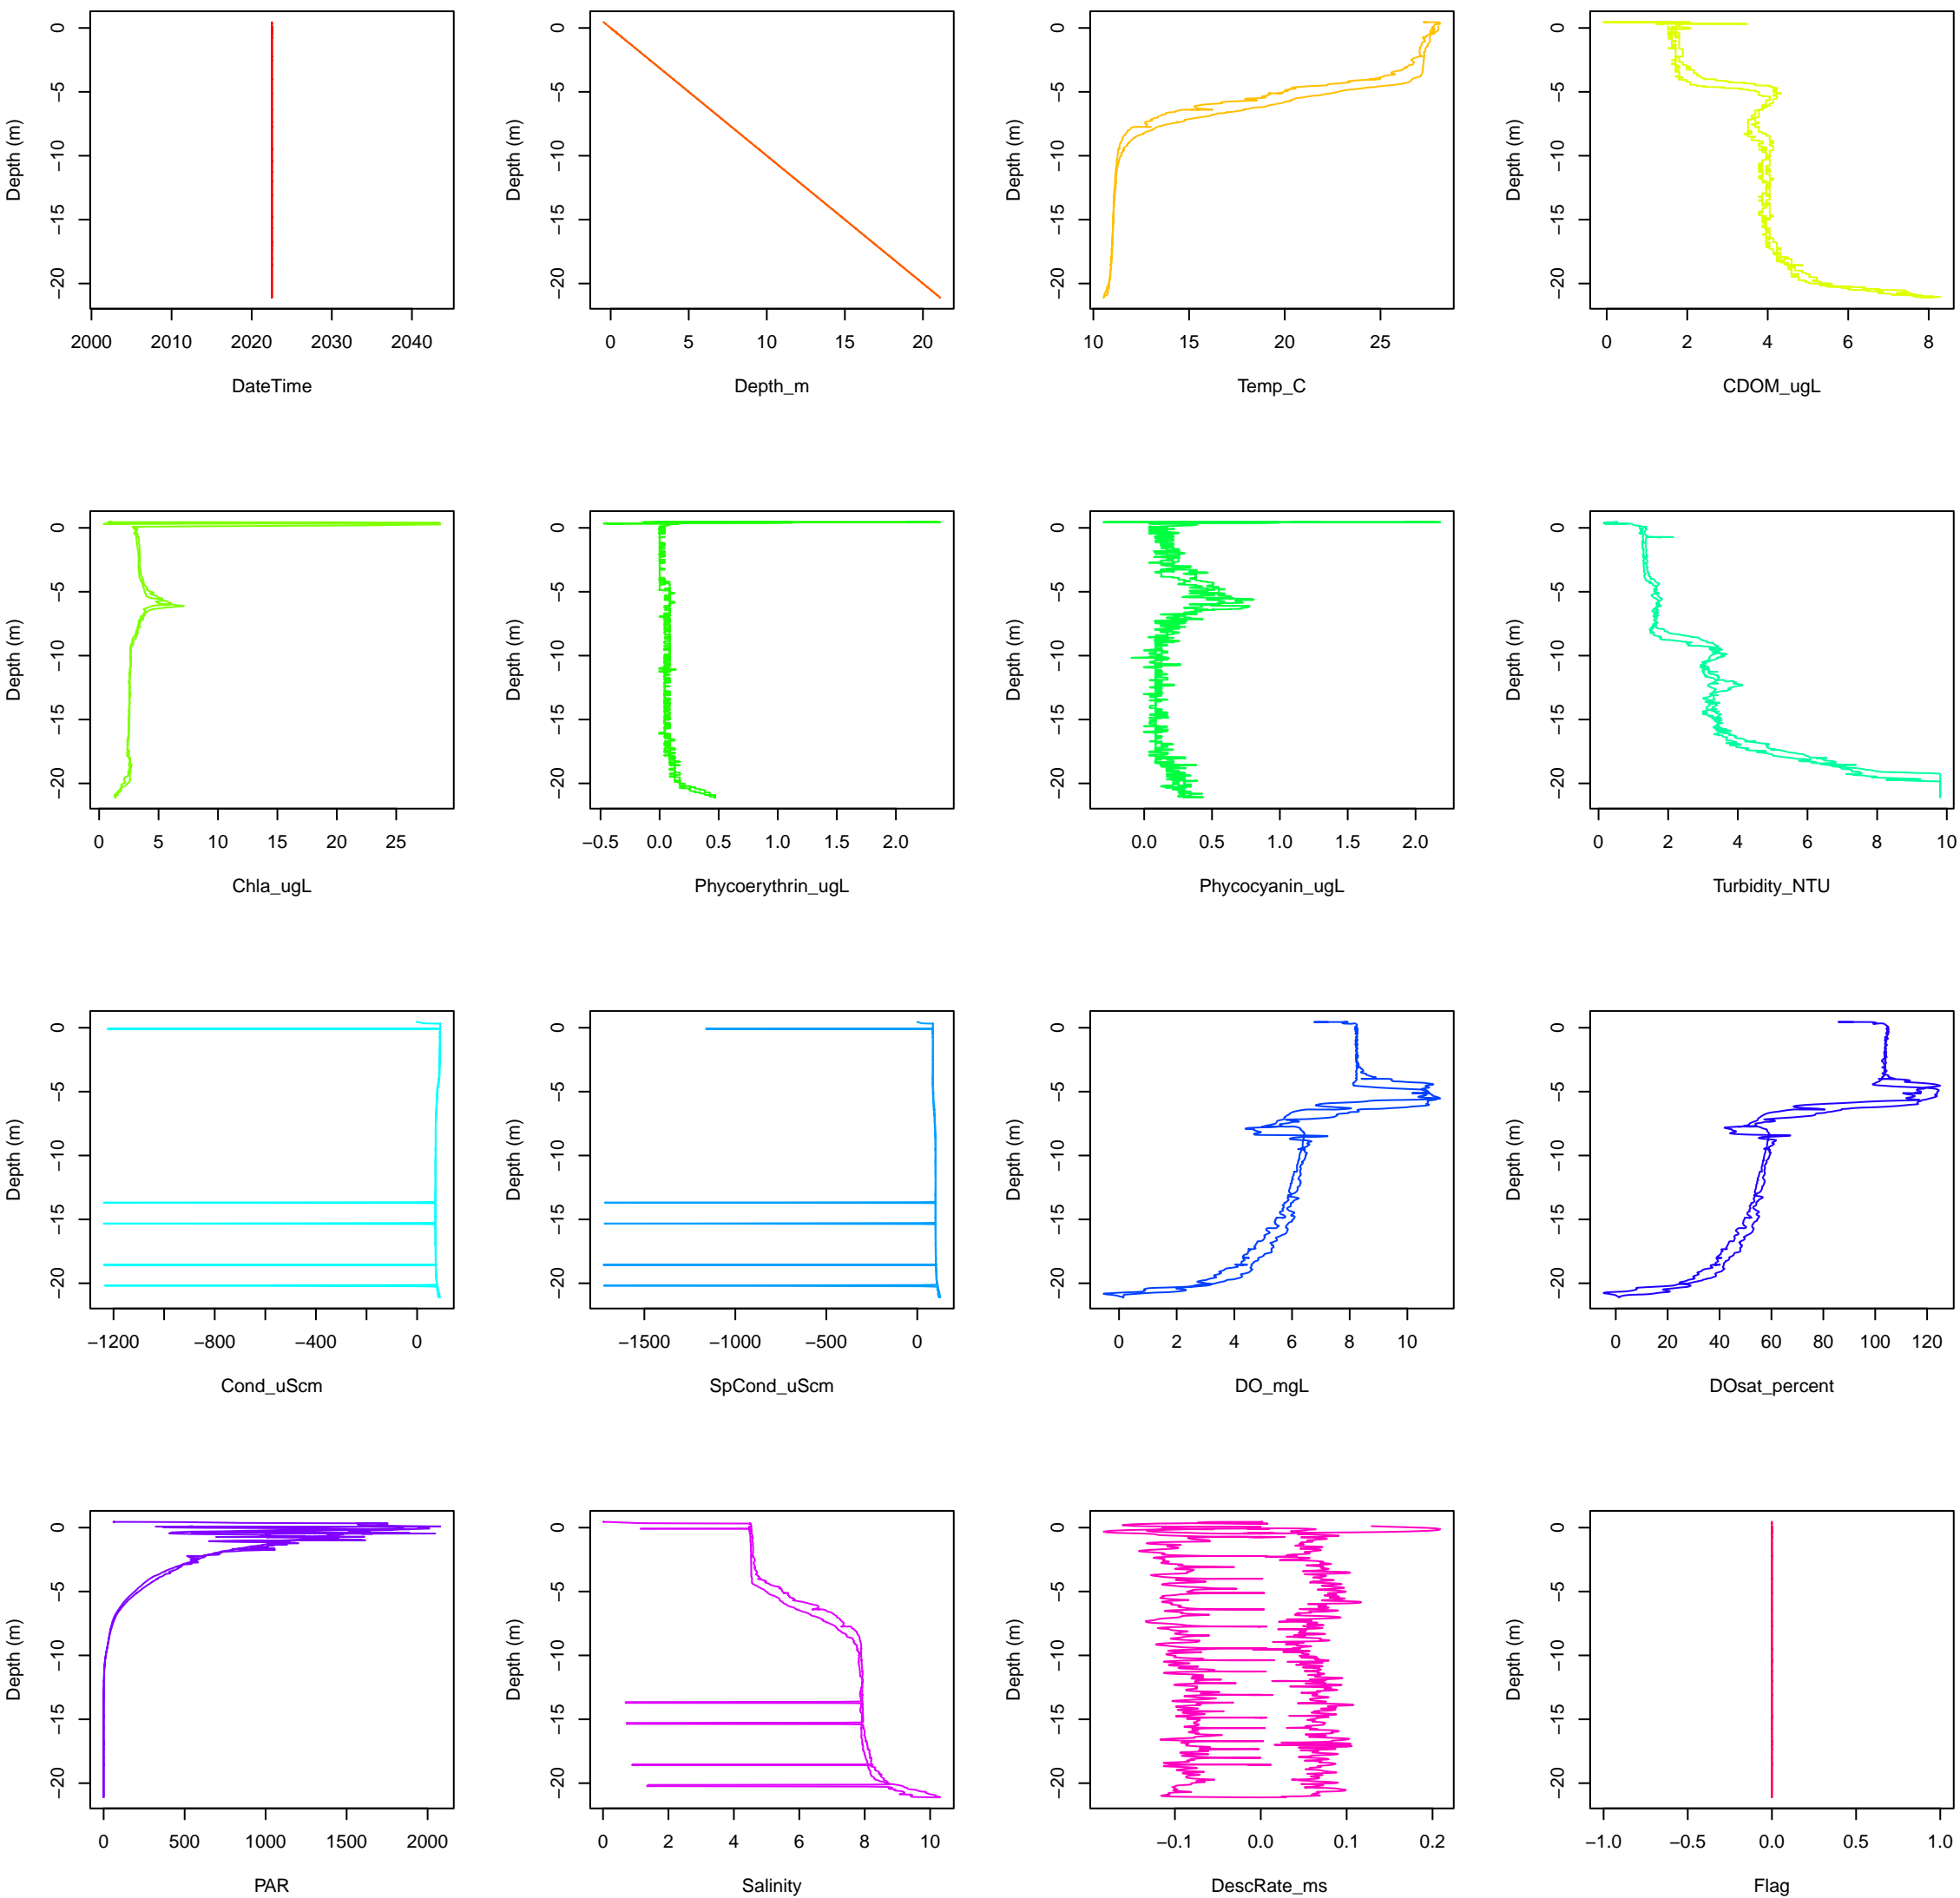 Depth (m)
0
−5
−10
−15
−20
2000 2010 2020 2030 2040
DateTime
Depth (m)
0
−5
−10
−15
−20
0 5 10 15 20
Depth_m
Depth (m)
0
−5
−10
−15
−20
10 15 20 25
Temp_C
Depth (m)
0
−5
−10
−15
−20
0 2 4 6 8
CDOM_ugL
Depth (m)
0
−5
−10
−15
−20
0 5 10 15 20 25
Chla_ugL
Depth (m)
0
−5
−10
−15
−20
−0.5 0.0 0.5 1.0 1.5 2.0
Phycoerythrin_ugL
Depth (m)
0
−5
−10
−15
−20
0.0 0.5 1.0 1.5 2.0
Phycocyanin_ugL
Depth (m)
0
−5
−10
−15
−20
0 2 4 6 8 10
Turbidity_NTU
Depth (m)
0
−5
−10
−15
−20
−1200 −800 −400 0
Cond_uScm
Depth (m)
0
−5
−10
−15
−20
−1500 −1000 −500 0
SpCond_uScm
Depth (m)
0
−5
−10
−15
−20
0 2 4 6 8 10
DO_mgL
Depth (m)
0
−5
−10
−15
−20
0 20 40 60 80 100 120
DOsat_percent
Depth (m)
0
−5
−10
−15
−20
0 500 1000 1500 2000
PAR
Depth (m)
0
−5
−10
−15
−20
0 2 4 6 8 10
Salinity
Depth (m)
0
−5
−10
−15
−20
−0.1 0.0 0.1 0.2
DescRate_ms
Depth (m)
0
−5
−10
−15
−20
−1.0 −0.5 0.0 0.5 1.0
Flag